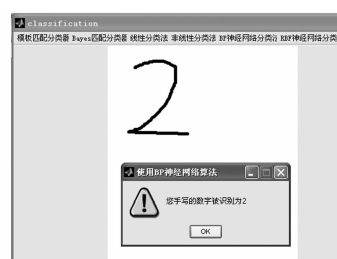 classification
模板匹配分类器 Bayes匹配分类器 线性分类法 非线性分类法 BP神经网络分类法 RBF神经网络分类
2
使用BP神经网络算法
您手写的数字被识别为2
OK